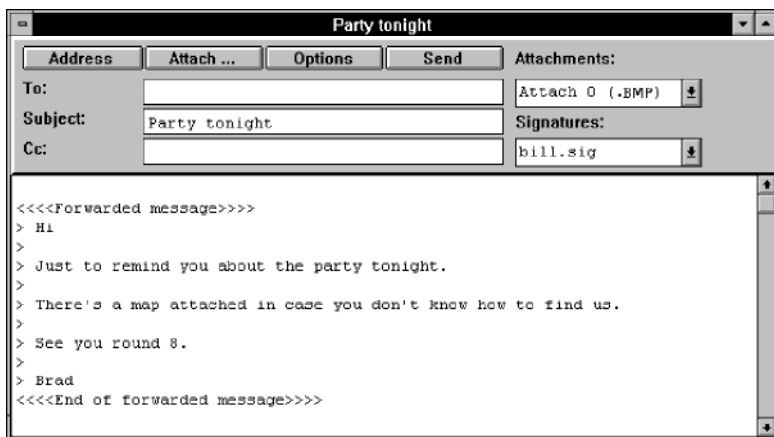 Party tonight
Address Attach ... Options Send Attachments:
To: Attach 0 (.BMP)
Subject: Party tonight Signatures:
Cc: bill.sig
<<<<Forwarded message>>>>
> Hi
>
> Just to remind you about the party tonight.
>
> There's a map attached in case you don't know how to find us.
>
> See you round 8.
>
> Brad
<<<<End of forwarded message>>>>